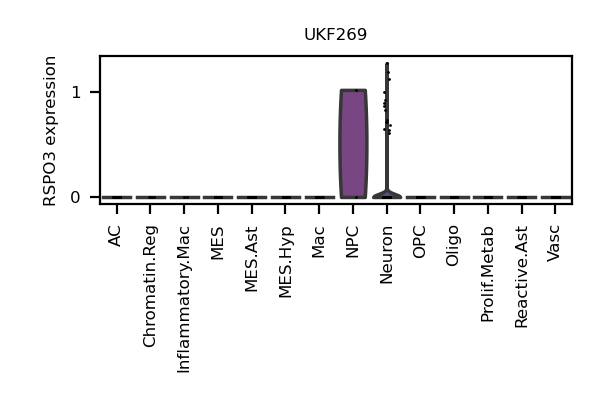 UKF269
RSPO3 expression
1
0
AC
Chromatin.Reg
Inflammatory.Mac
MES
MES.Ast
MES.Hyp
Mac
NPC
Neuron
OPC
Oligo
Prolif.Metab
Reactive.Ast
Vasc